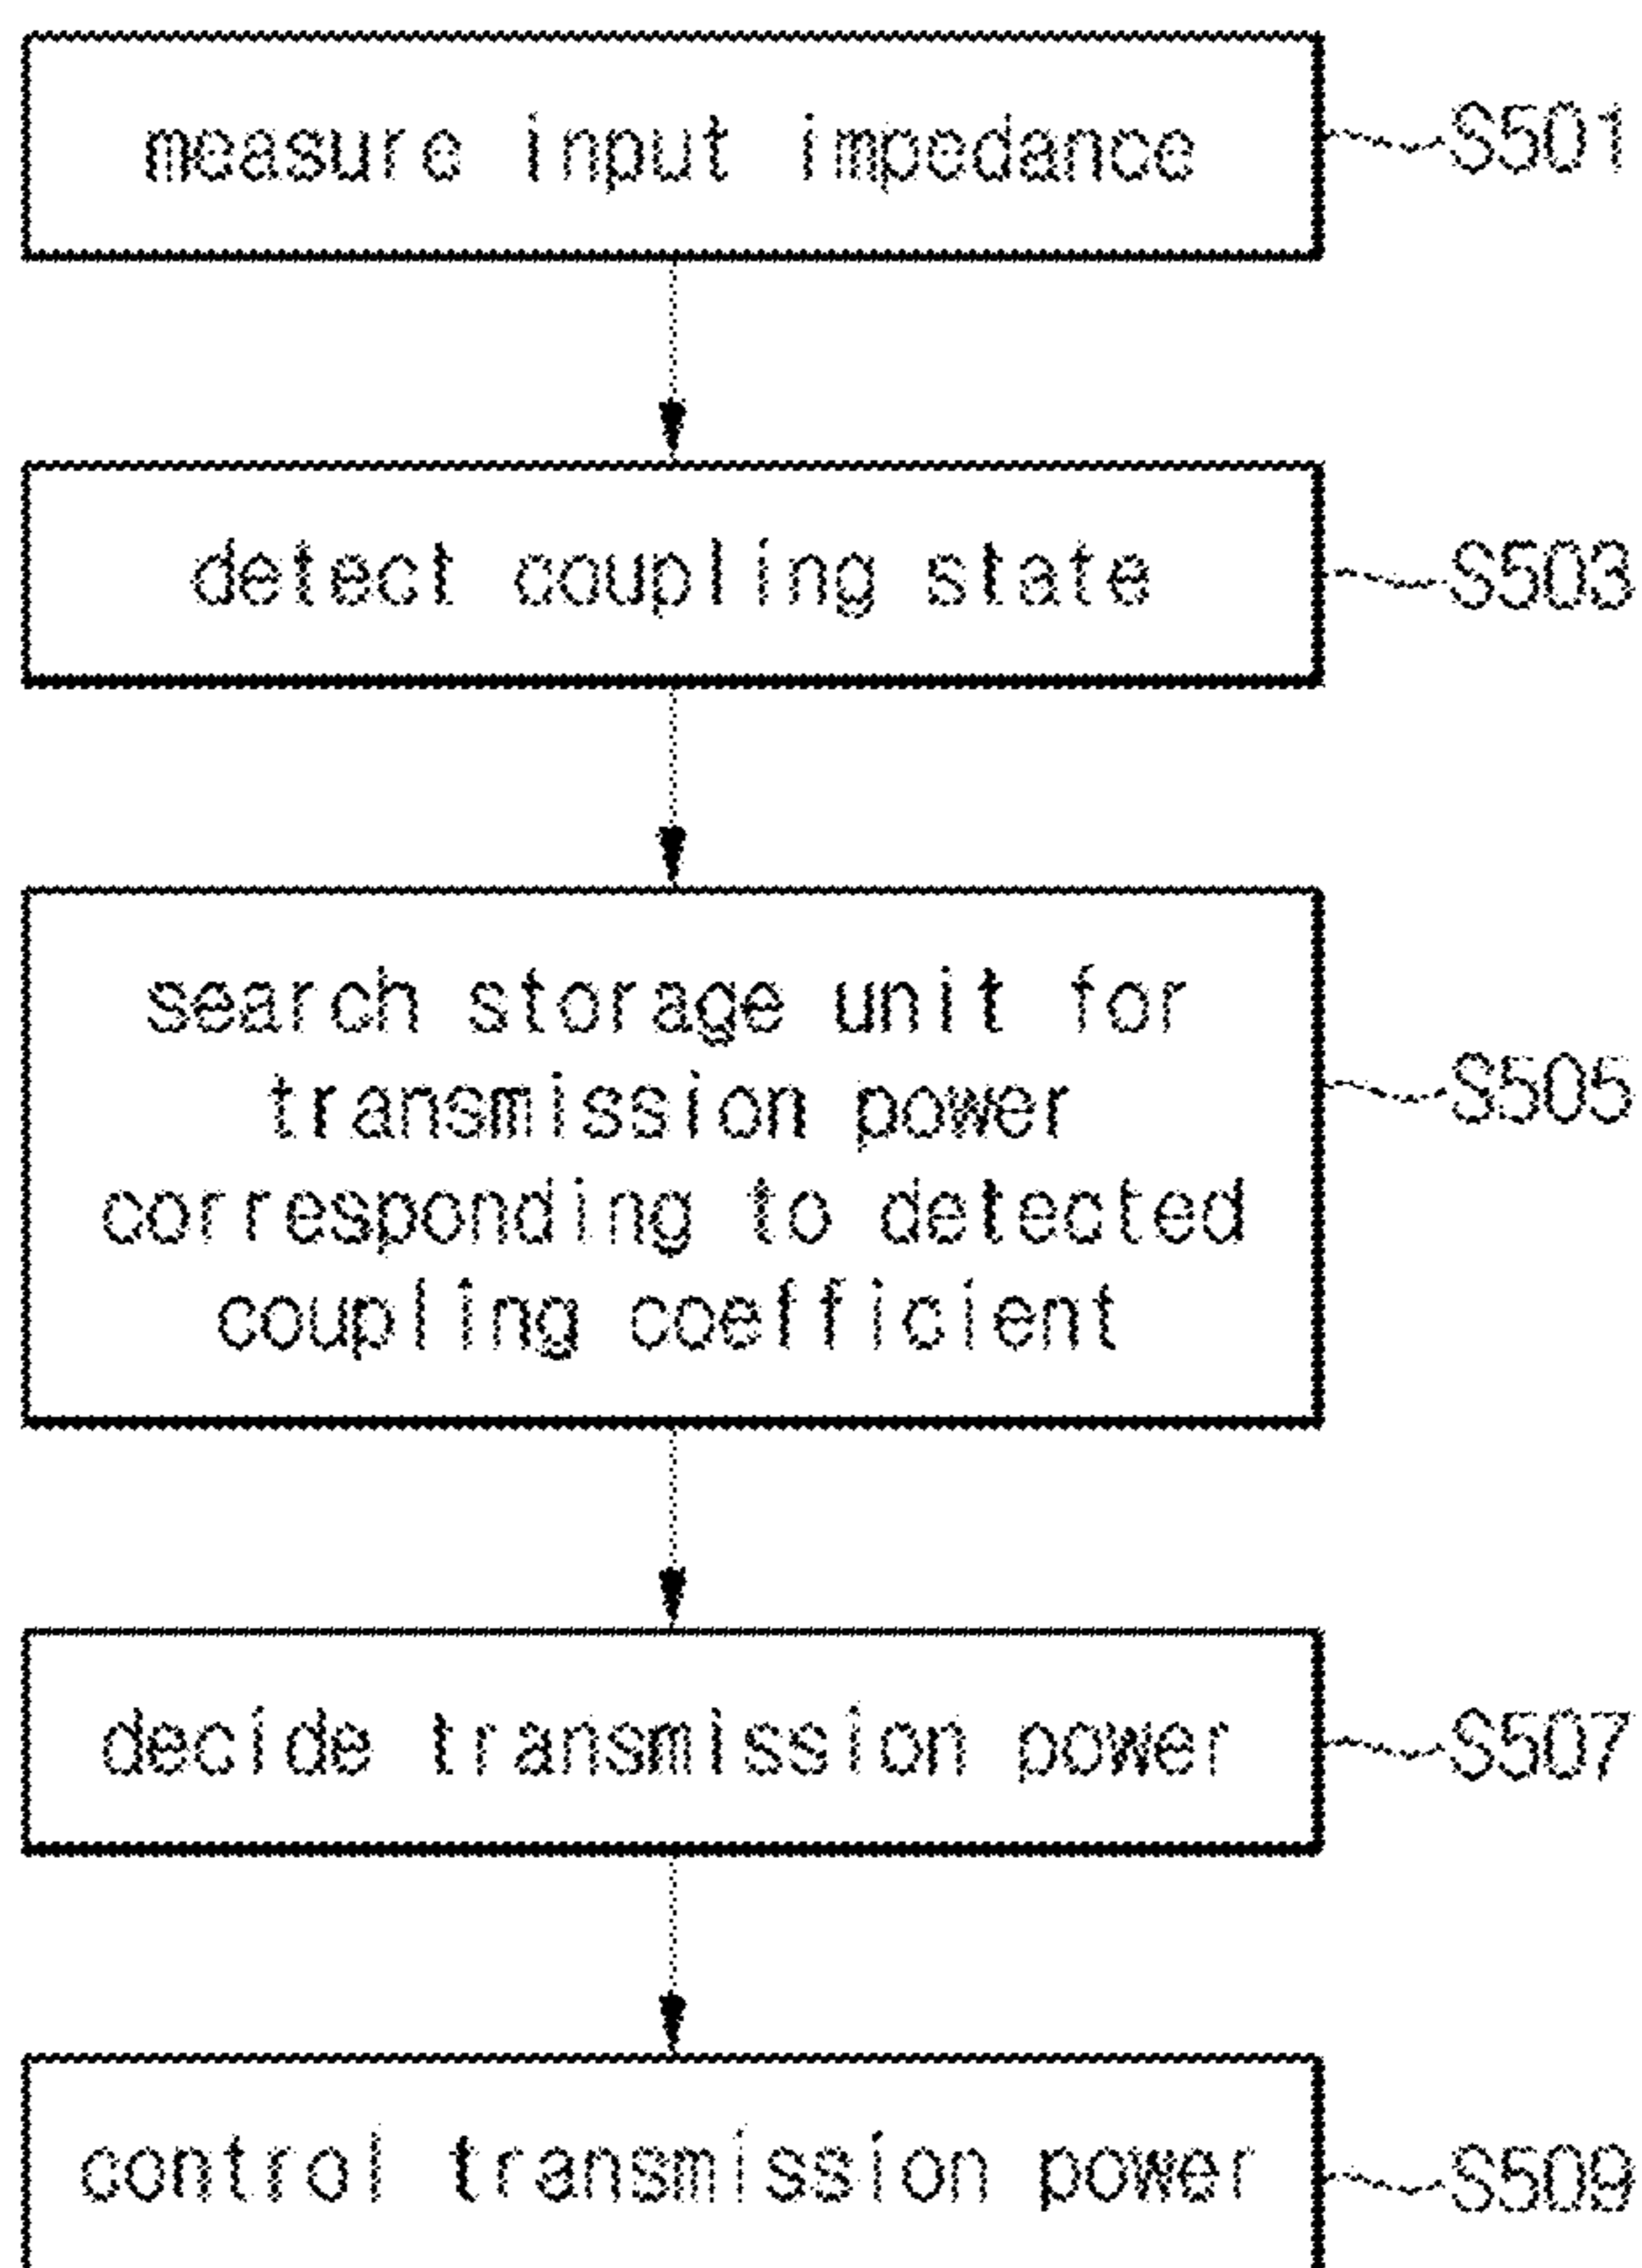 measure input impedance
S501
detect coupling state
S503
search storage unit for
transmission power
corresponding to detected
coupling coefficient
S505
decide transmission power
S507
control transmission power
S509